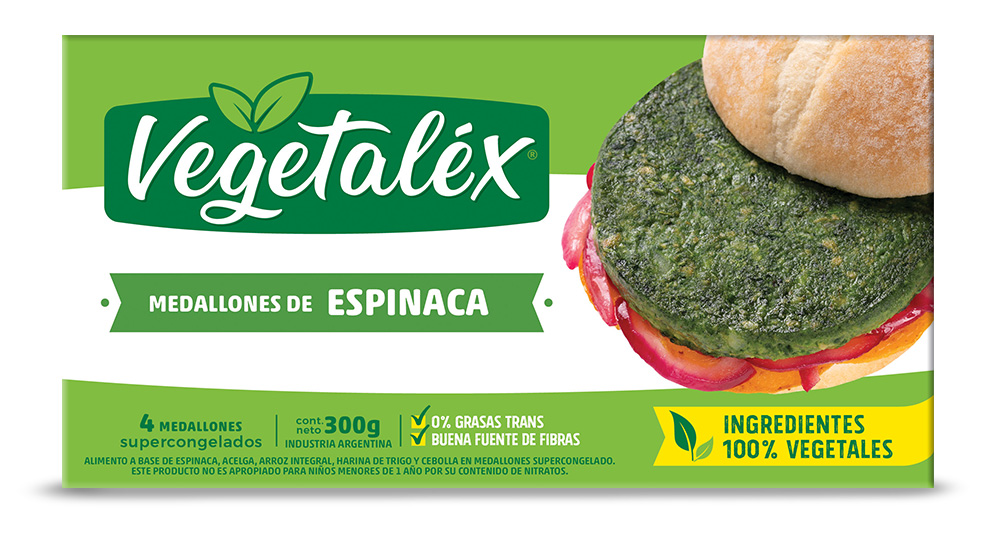 Vegetaléx®
MEDALLONES DE ESPINACA
4 MEDALLONES
supercongelados
cont. neto 300g
INDUSTRIA ARGENTINA
0% GRASAS TRANS
BUENA FUENTE DE FIBRAS
ALIMENTO A BASE DE ESPINACA, ACELGA, ARROZ INTEGRAL, HARINA DE TRIGO Y CEBOLLA EN MEDALLONES SUPERCONGELADO.
ESTE PRODUCTO NO ES APROPIADO PARA NIÑOS MENORES DE 1 AÑO POR SU CONTENIDO DE NITRATOS.
INGREDIENTES
100% VEGETALES